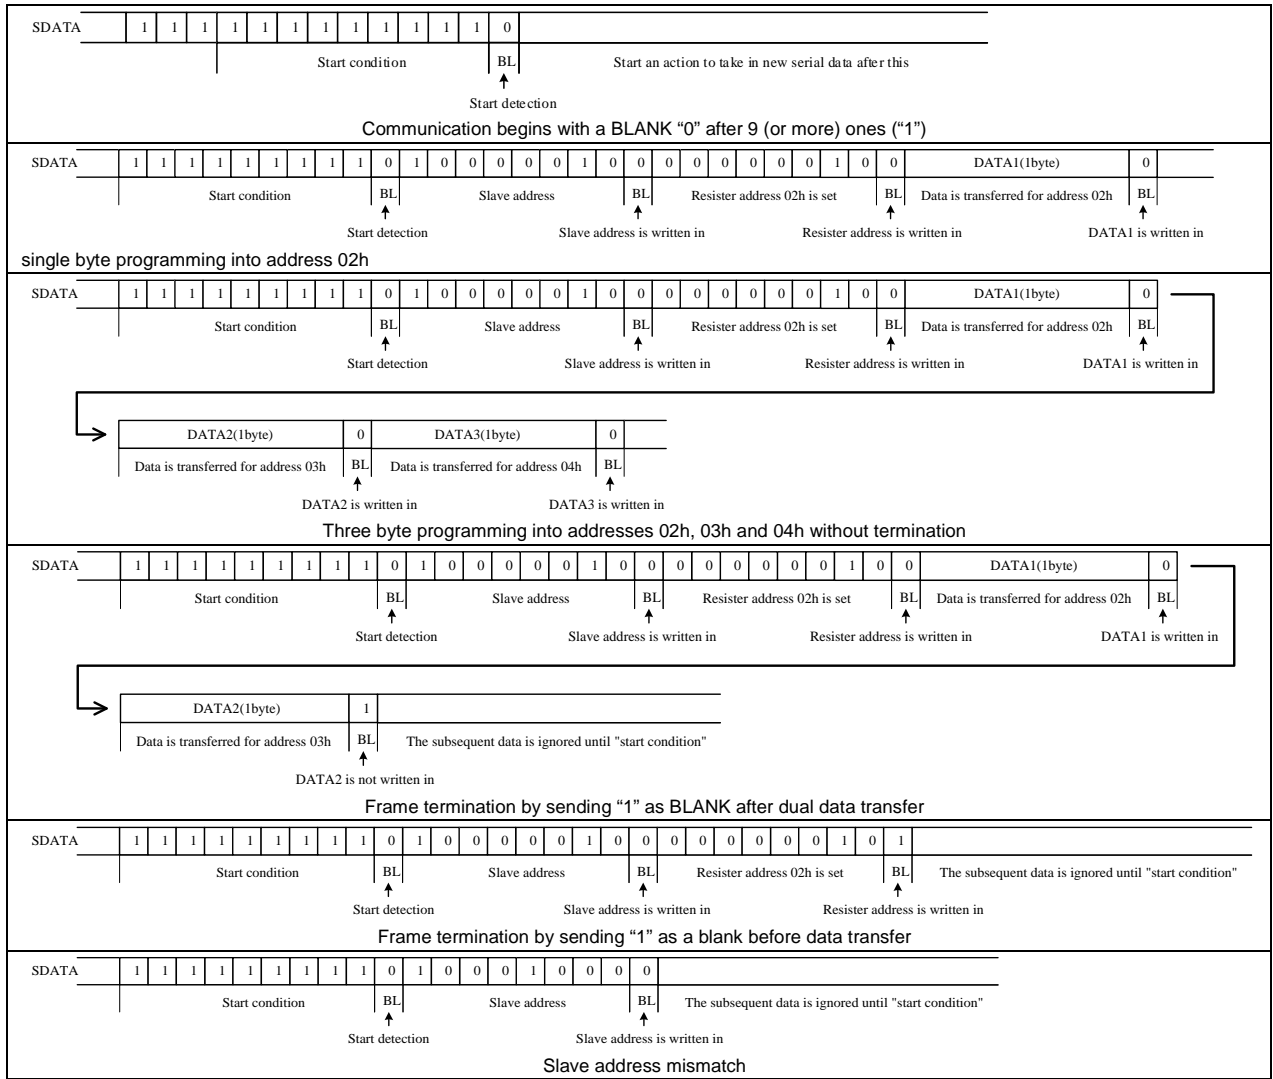 SDATA 1 1 1 1 1 1 1 1 1 1 1 1 0
Start condition BL Start an action to take in new serial data after this
Start detection
Communication begins with a BLANK “0” after 9 (or more) ones (“1”)
SDATA 1 1 1 1 1 1 1 1 1 0 1 0 0 0 0 0 1 0 0 0 0 0 0 0 0 1 0 0 DATA1(1byte) 0
Start condition BL Slave address BL Resister address 02h is set BL Data is transferred for address 02h BL
Start detection Slave address is written in Resister address is written in DATA1 is written in
single byte programming into address 02h
SDATA 1 1 1 1 1 1 1 1 1 0 1 0 0 0 0 0 1 0 0 0 0 0 0 0 0 1 0 0 DATA1(1byte) 0
Start condition BL Slave address BL Resister address 02h is set BL Data is transferred for address 02h BL
Start detection Slave address is written in Resister address is written in DATA1 is written in
DATA2(1byte) 0 DATA3(1byte) 0
Data is transferred for address 03h BL Data is transferred for address 04h BL
DATA2 is written in DATA3 is written in
Three byte programming into addresses 02h, 03h and 04h without termination
SDATA 1 1 1 1 1 1 1 1 1 0 1 0 0 0 0 0 1 0 0 0 0 0 0 0 0 1 0 0 DATA1(1byte) 0
Start condition BL Slave address BL Resister address 02h is set BL Data is transferred for address 02h BL
Start detection Slave address is written in Resister address is written in DATA1 is written in
DATA2(1byte) 1
Data is transferred for address 03h BL The subsequent data is ignored until "start condition"
DATA2 is not written in
Frame termination by sending “1” as BLANK after dual data transfer
SDATA 1 1 1 1 1 1 1 1 1 0 1 0 0 0 0 0 1 0 0 0 0 0 0 0 0 1 0 1
Start condition BL Slave address BL Resister address 02h is set BL The subsequent data is ignored until "start condition"
Start detection Slave address is written in Resister address is written in
Frame termination by sending “1” as a blank before data transfer
SDATA 1 1 1 1 1 1 1 1 1 0 1 0 0 0 1 0 0 0 0
Start condition BL Slave address BL The subsequent data is ignored until "start condition"
Start detection Slave address is written in
Slave address mismatch